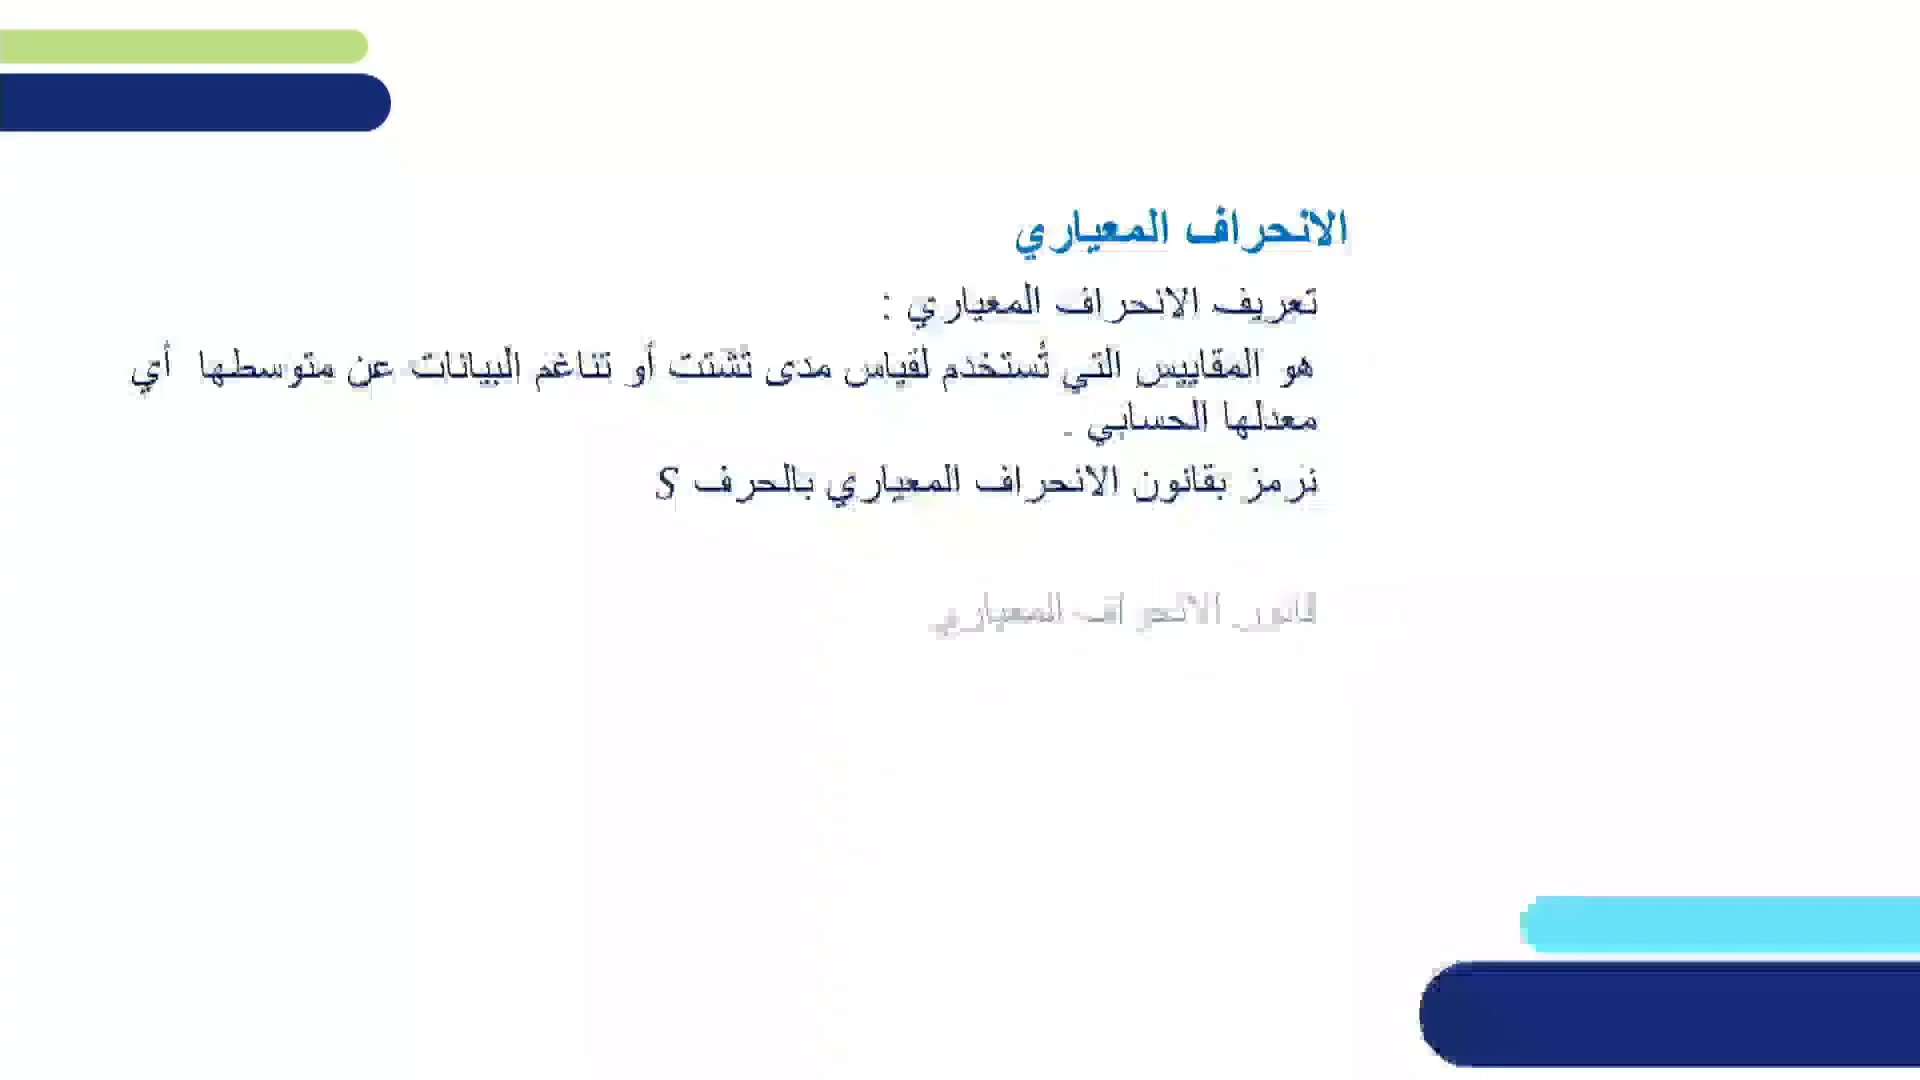 الانحراف المعياري
تعريف الانحراف المعياري :
هو المقاييس التي تُستخدم لقياس مدى تشتت أو تناغم البيانات عن متوسطها أي
معدلها الحسابي .
نرمز بقانون الانحراف المعياري بالحرف S
قانون الانحراف المعياري